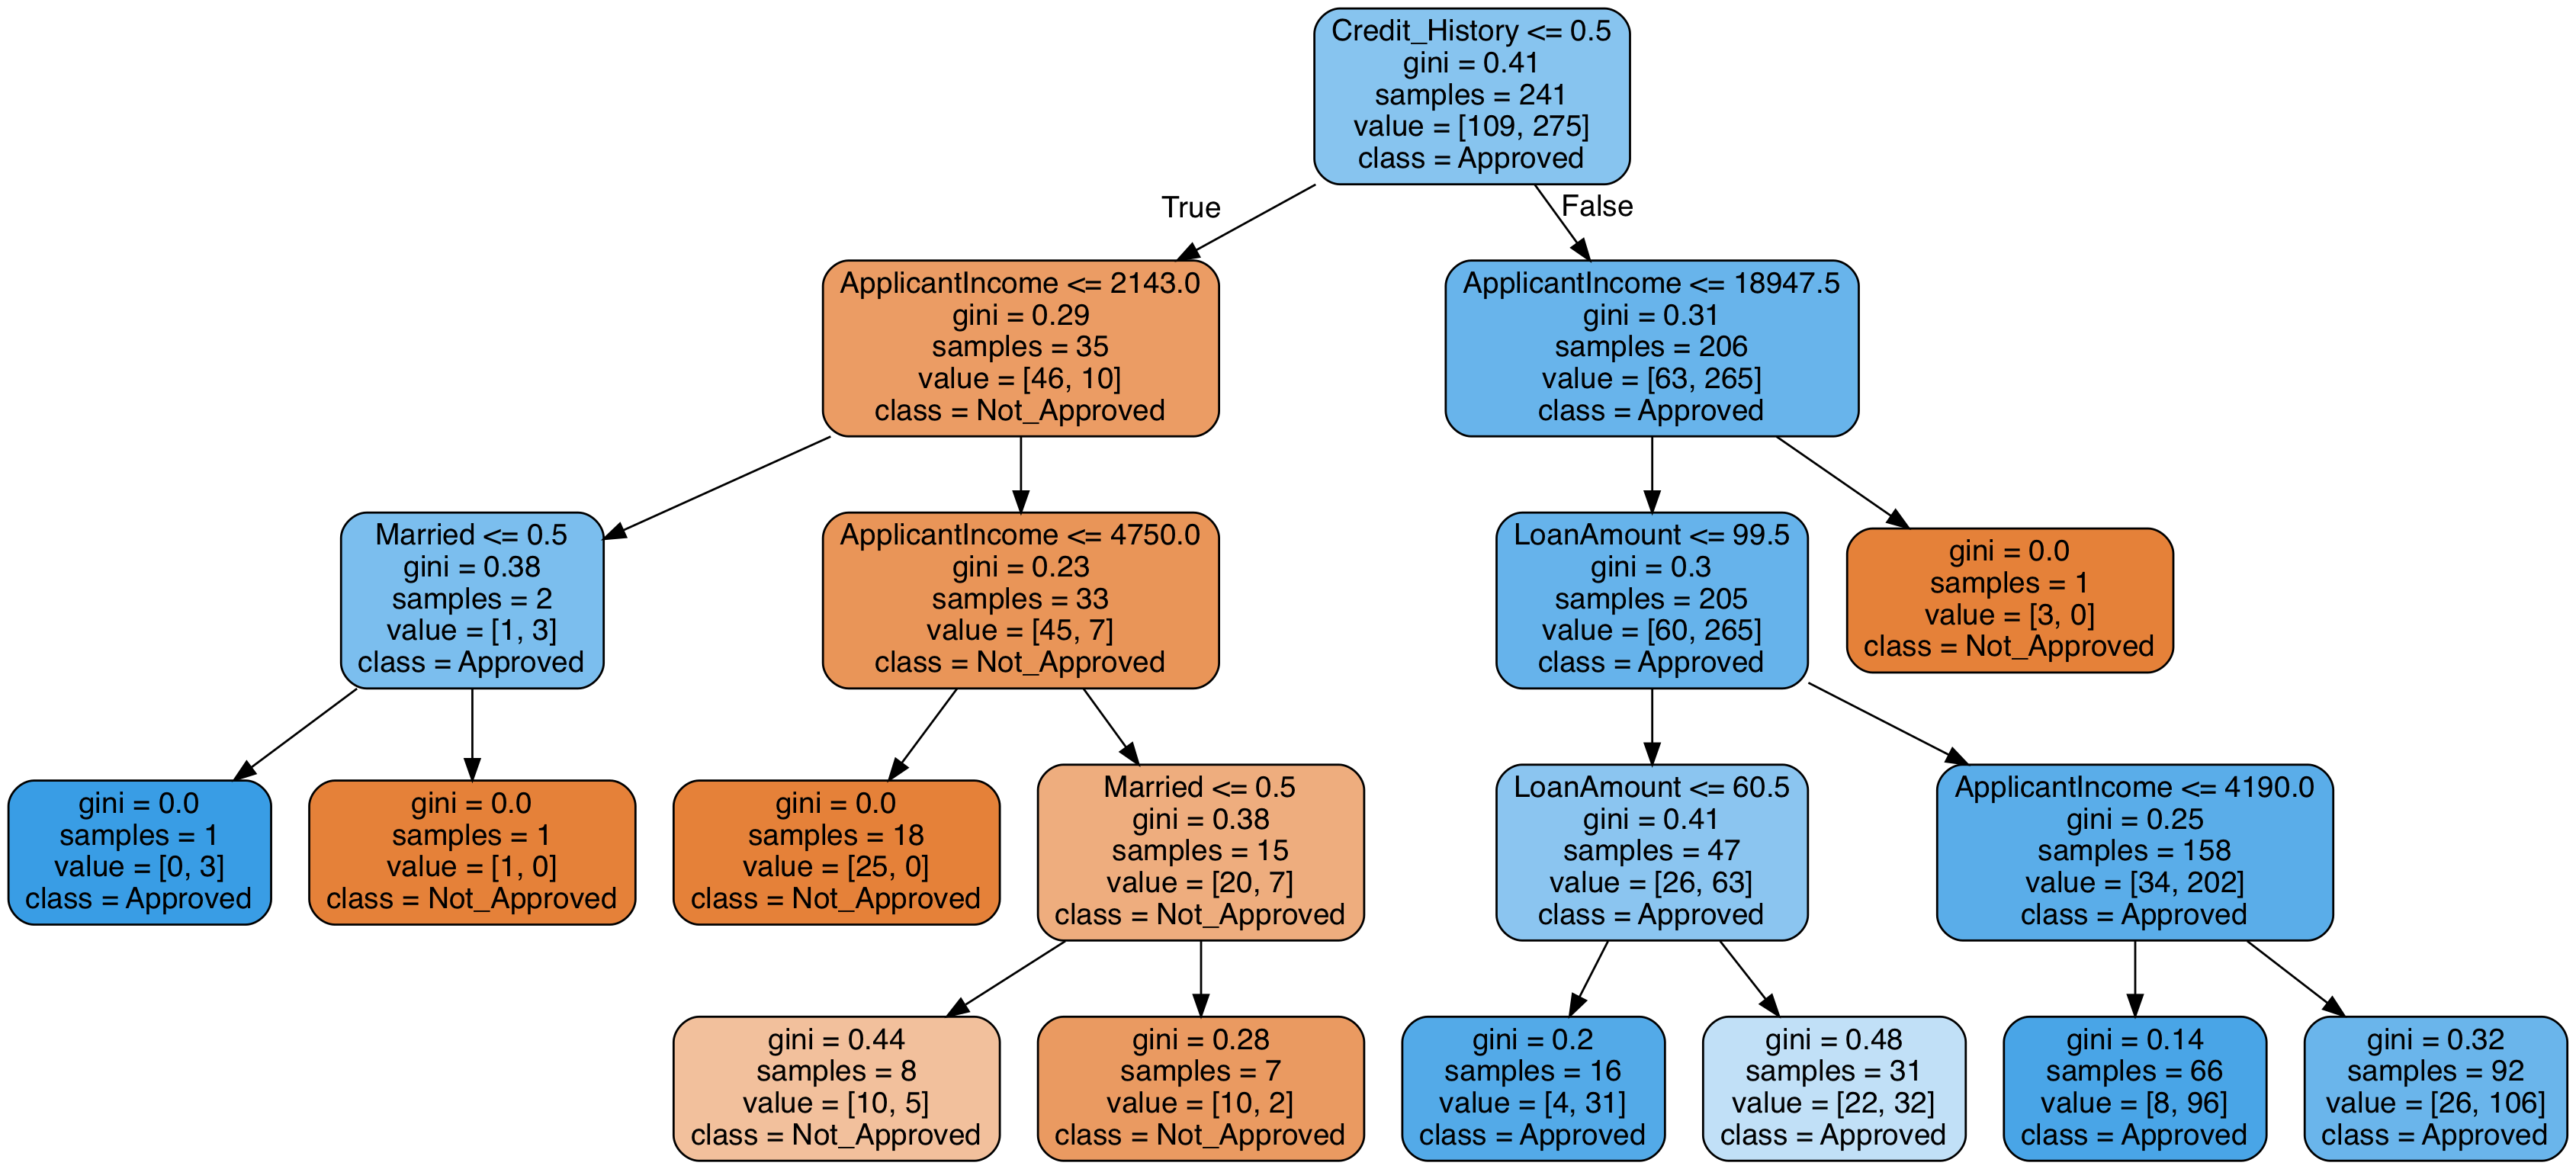 Credit_History <= 0.5
gini = 0.41
samples = 241
value = [109, 275]
class = Approved
True
False
ApplicantIncome <= 2143.0
gini = 0.29
samples = 35
value = [46, 10]
class = Not_Approved
ApplicantIncome <= 18947.5
gini = 0.31
samples = 206
value = [63, 265]
class = Approved
Married <= 0.5
gini = 0.38
samples = 2
value = [1, 3]
class = Approved
ApplicantIncome <= 4750.0
gini = 0.23
samples = 33
value = [45, 7]
class = Not_Approved
LoanAmount <= 99.5
gini = 0.3
samples = 205
value = [60, 265]
class = Approved
gini = 0.0
samples = 1
value = [3, 0]
class = Not_Approved
gini = 0.0
samples = 1
value = [0, 3]
class = Approved
gini = 0.0
samples = 1
value = [1, 0]
class = Not_Approved
gini = 0.0
samples = 18
value = [25, 0]
class = Not_Approved
Married <= 0.5
gini = 0.38
samples = 15
value = [20, 7]
class = Not_Approved
LoanAmount <= 60.5
gini = 0.41
samples = 47
value = [26, 63]
class = Approved
ApplicantIncome <= 4190.0
gini = 0.25
samples = 158
value = [34, 202]
class = Approved
gini = 0.44
samples = 8
value = [10, 5]
class = Not_Approved
gini = 0.28
samples = 7
value = [10, 2]
class = Not_Approved
gini = 0.2
samples = 16
value = [4, 31]
class = Approved
gini = 0.48
samples = 31
value = [22, 32]
class = Approved
gini = 0.14
samples = 66
value = [8, 96]
class = Approved
gini = 0.32
samples = 92
value = [26, 106]
class = Approved